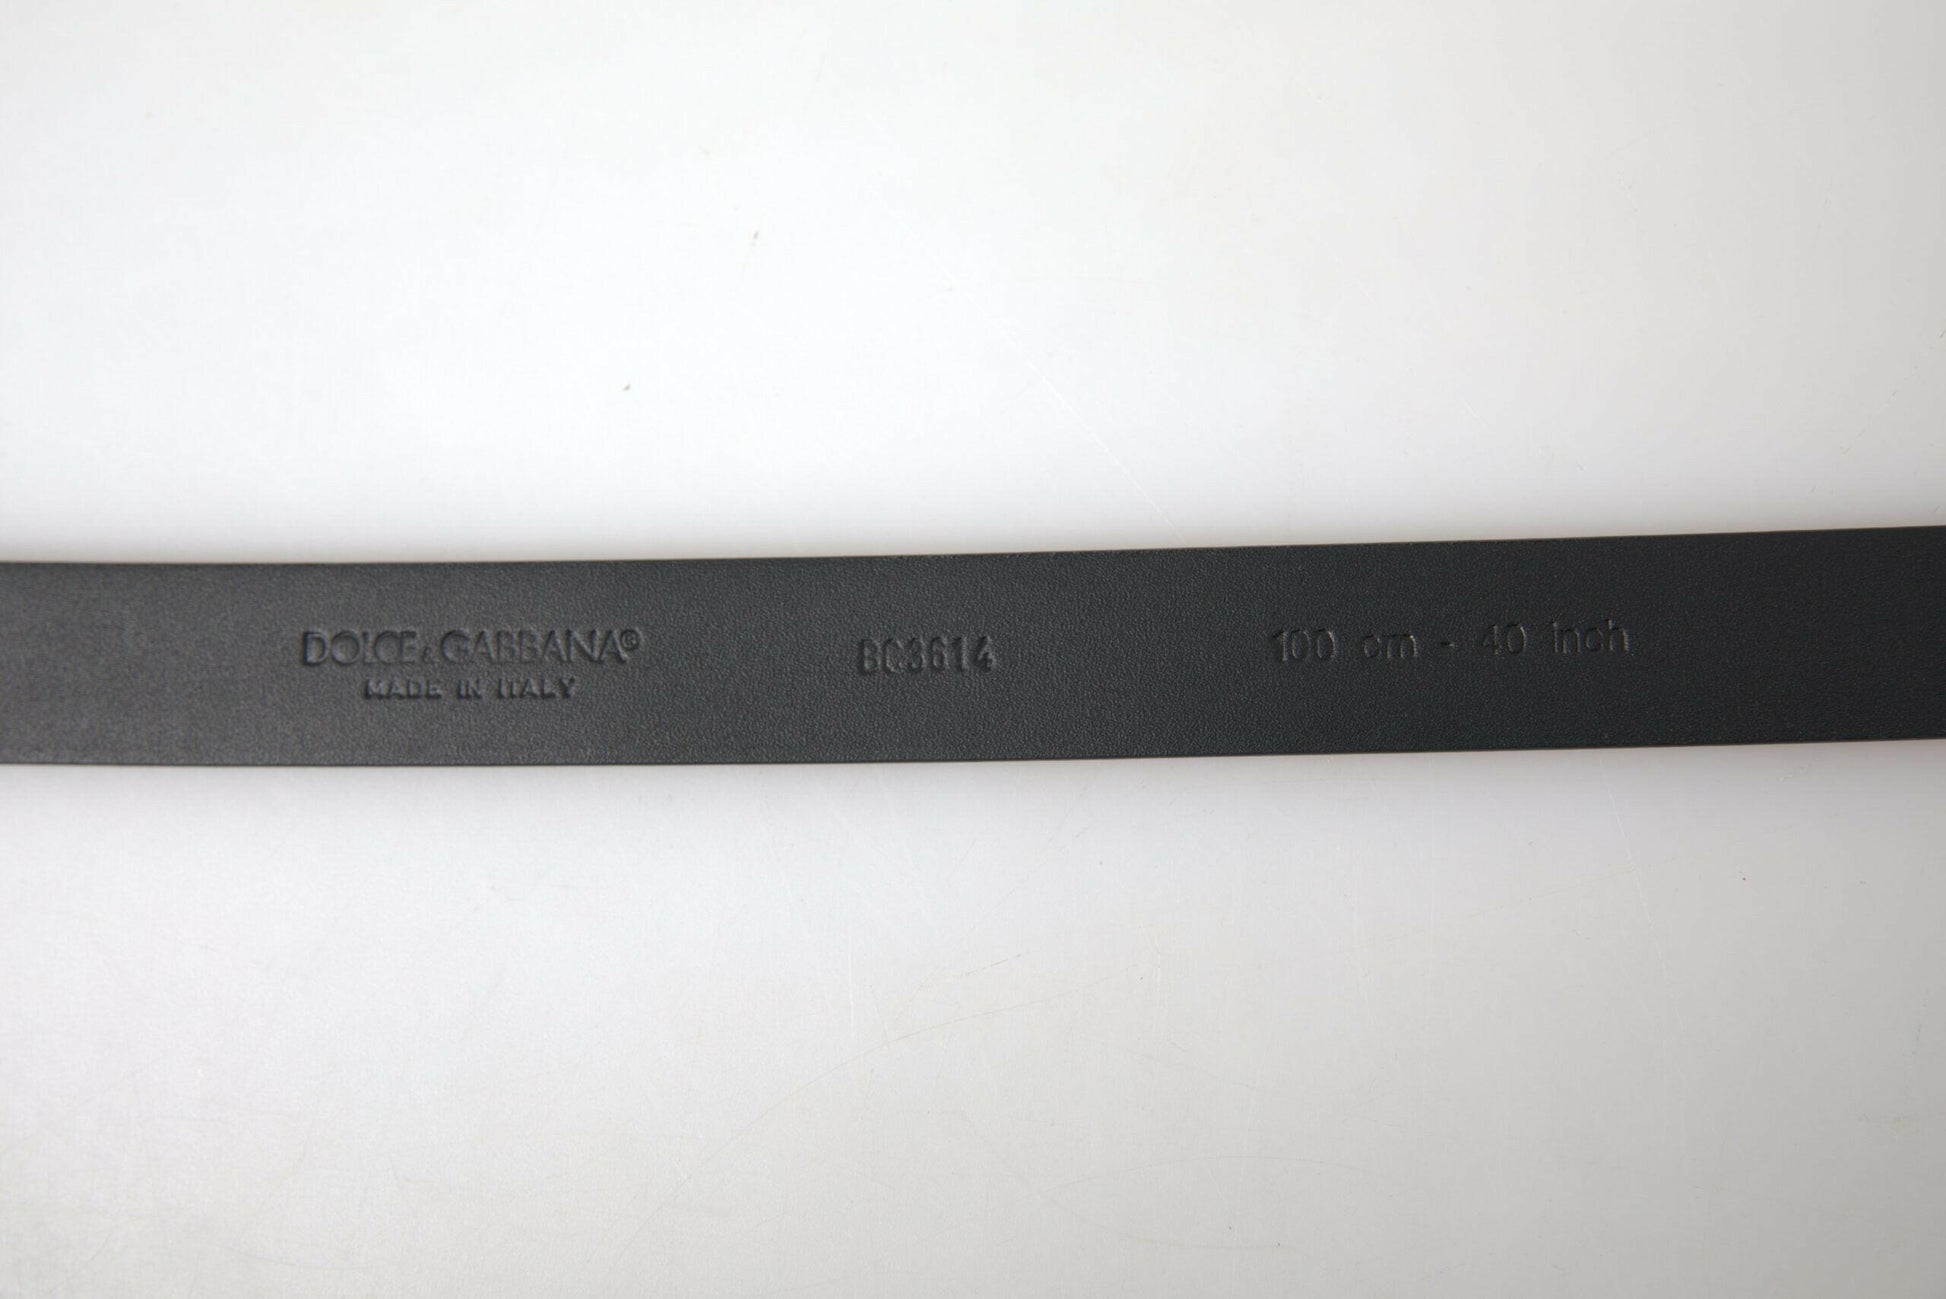 DOLCE & GABBANA®
MADE IN ITALY
BC3614
100 cm - 40 inch